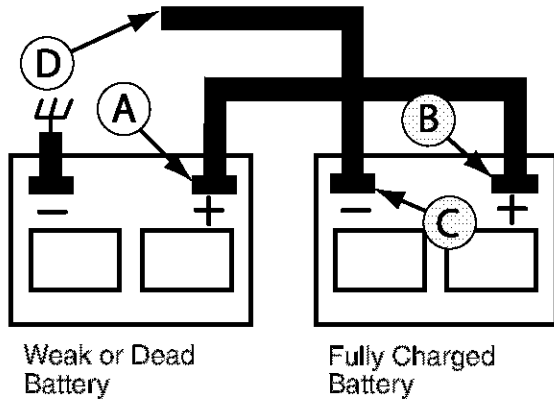 D
A
B
C
− + − +
Weak or Dead
Battery
Fully Charged
Battery